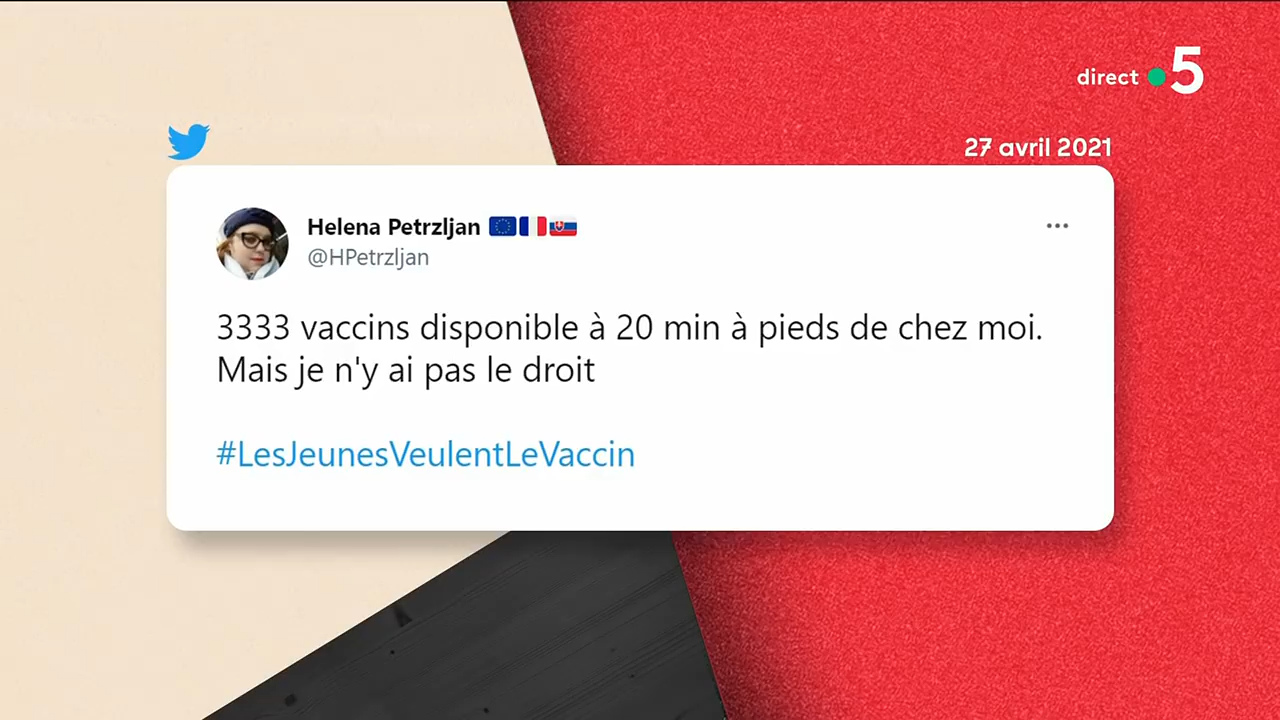 direct 5
27 avril 2021
Helena Petrzljan 🇪🇺🇫🇷🇸🇰
@HPetrzljan
3333 vaccins disponible à 20 min à pieds de chez moi.
Mais je n'y ai pas le droit
#LesJeunesVeulentLeVaccin